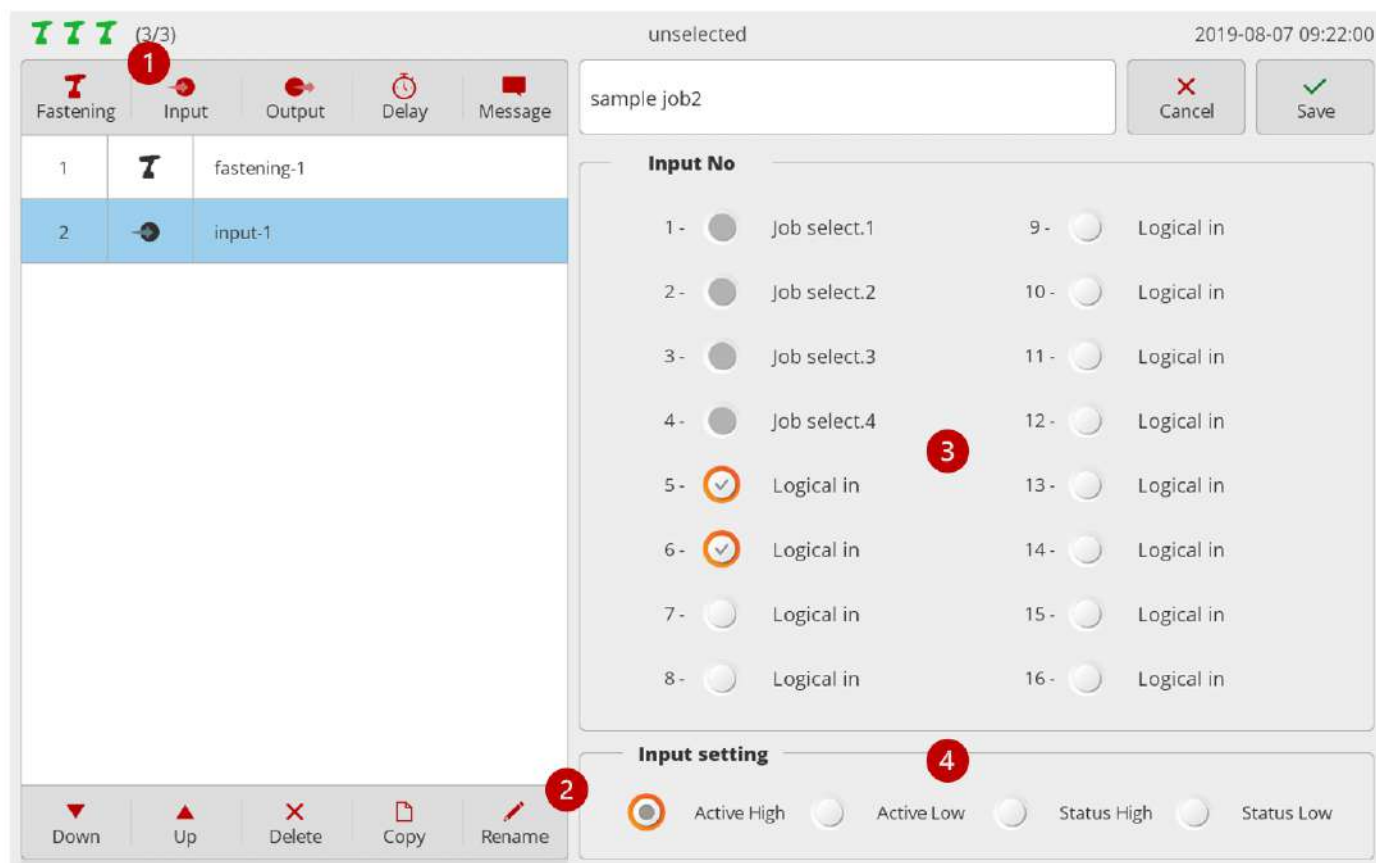 (3/3) unselected 2019-08-07 09:22:00
1
Fastening Input Output Delay Message
sample job2
Cancel Save
1 fastening-1
2 input-1
Input No
1 - Job select.1 9 - Logical in
2 - Job select.2 10 - Logical in
3 - Job select.3 11 - Logical in
4 - Job select.4 12 - Logical in
3
5 - Logical in 13 - Logical in
6 - Logical in 14 - Logical in
7 - Logical in 15 - Logical in
8 - Logical in 16 - Logical in
Input setting
4
2
Active High Active Low Status High Status Low
Down Up Delete Copy Rename